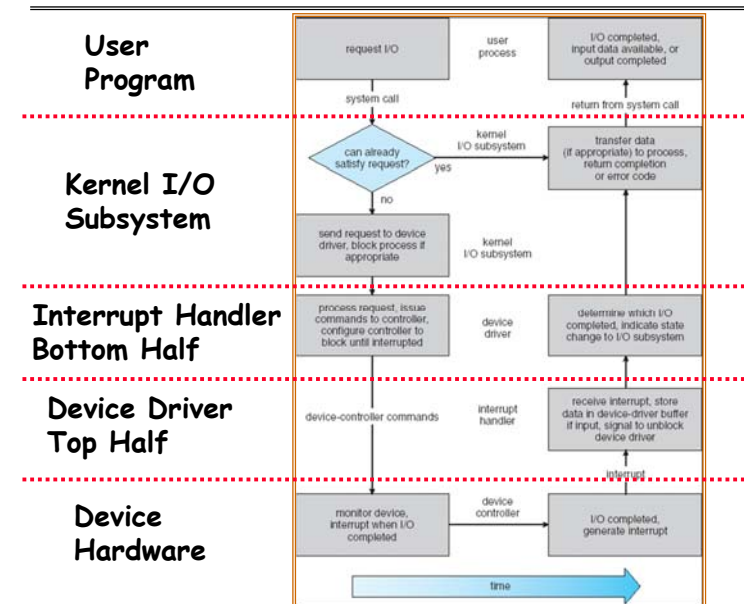 User
Program
request I/O
user
process
I/O completed,
input data available, or
output completed
system call
return from system call
Kernel I/O
Subsystem
can already
satisfy request?
yes
no
kernel
I/O subsystem
transfer data
(if appropriate) to process,
return completion
or error code
send request to device
driver, block process if
appropriate
kernel
I/O subsystem
Interrupt Handler
Bottom Half
process request, issue
commands to controller,
configure controller to
block until interrupted
device
driver
determine which I/O
completed, indicate state
change to I/O subsystem
Device Driver
Top Half
device-controller commands
interrupt
handler
receive interrupt, store
data in device-driver buffer
if input, signal to unblock
device driver
interrupt
Device
Hardware
monitor device,
interrupt when I/O
completed
device
controller
I/O completed,
generate interrupt
time